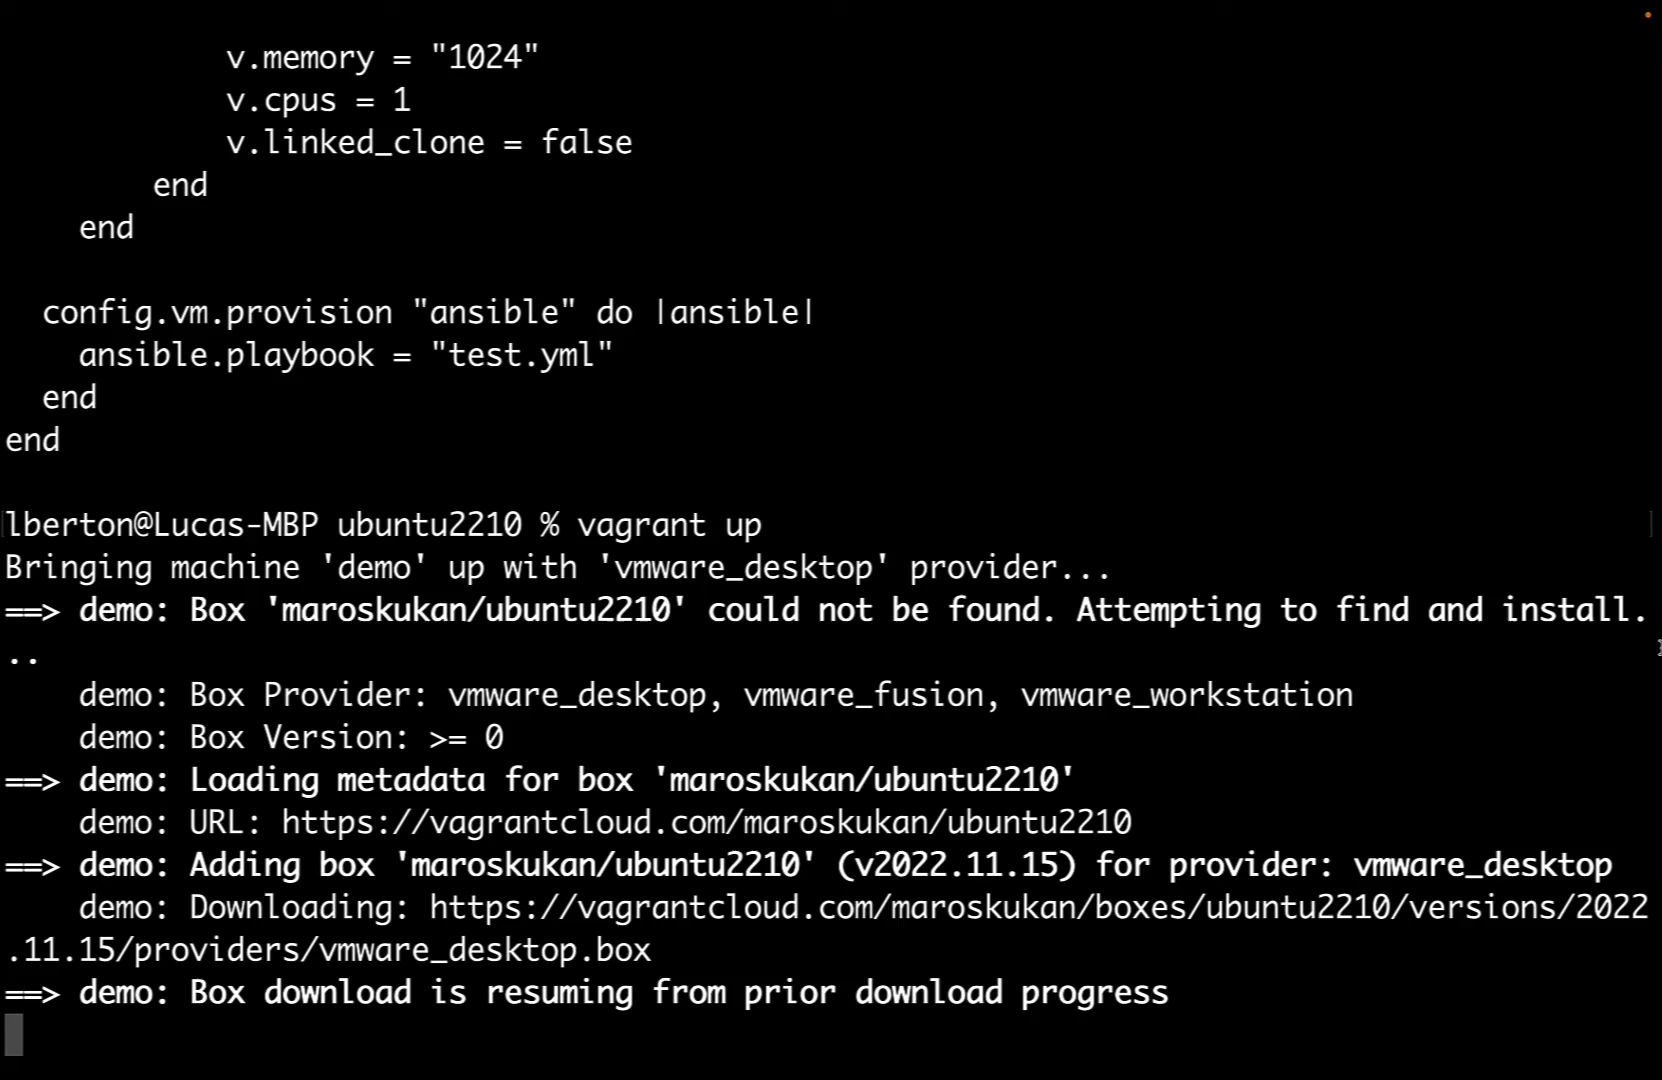 v.memory = "1024"
v.cpus = 1
v.linked_clone = false
end
end
config.vm.provision "ansible" do |ansible|
ansible.playbook = "test.yml"
end
end
lberton@Lucas-MBP ubuntu2210 % vagrant up
Bringing machine 'demo' up with 'vmware_desktop' provider...
==> demo: Box 'maroskukan/ubuntu2210' could not be found. Attempting to find and install.
..
demo: Box Provider: vmware_desktop, vmware_fusion, vmware_workstation
demo: Box Version: >= 0
==> demo: Loading metadata for box 'maroskukan/ubuntu2210'
demo: URL: https://vagrantcloud.com/maroskukan/ubuntu2210
==> demo: Adding box 'maroskukan/ubuntu2210' (v2022.11.15) for provider: vmware_desktop
demo: Downloading: https://vagrantcloud.com/maroskukan/boxes/ubuntu2210/versions/2022
.11.15/providers/vmware_desktop.box
==> demo: Box download is resuming from prior download progress